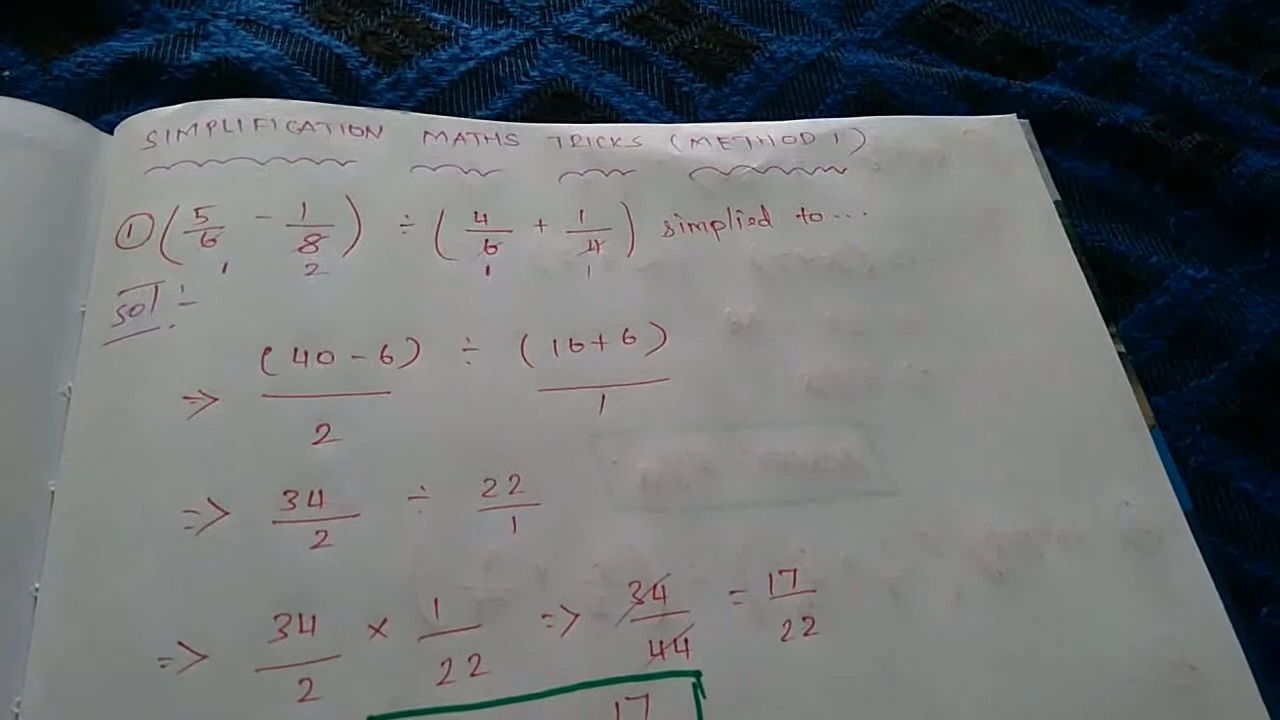 SIMPLIFICATION MATHS TRICKS (METHOD 1)
① (5/6 - 1/8) ÷ (4/6 + 1/4) simplied to...
1 2 1 1
Sol :-
=> (40 - 6)/2 ÷ (16 + 6)/1
=> 34/2 ÷ 22/1
=> 34/2 × 1/22 => 34/44 = 17/22
17